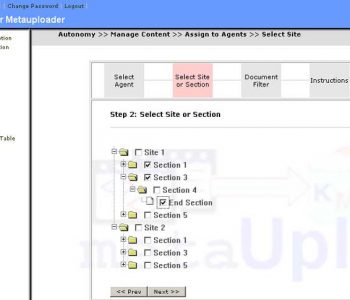 | Change Password | Logout |
r Metauploader
Autonomy >> Manage Content >> Assign to Agents >> Select Site
ation
tion
Table
Select Agent
Select Site or Section
Document Filter
Instructions
Step 2: Select Site or Section
Site 1
Section 1
Section 3
Section 4
End Section
Section 5
Site 2
Section 1
Section 3
Section 5
<< Prev
Next >>